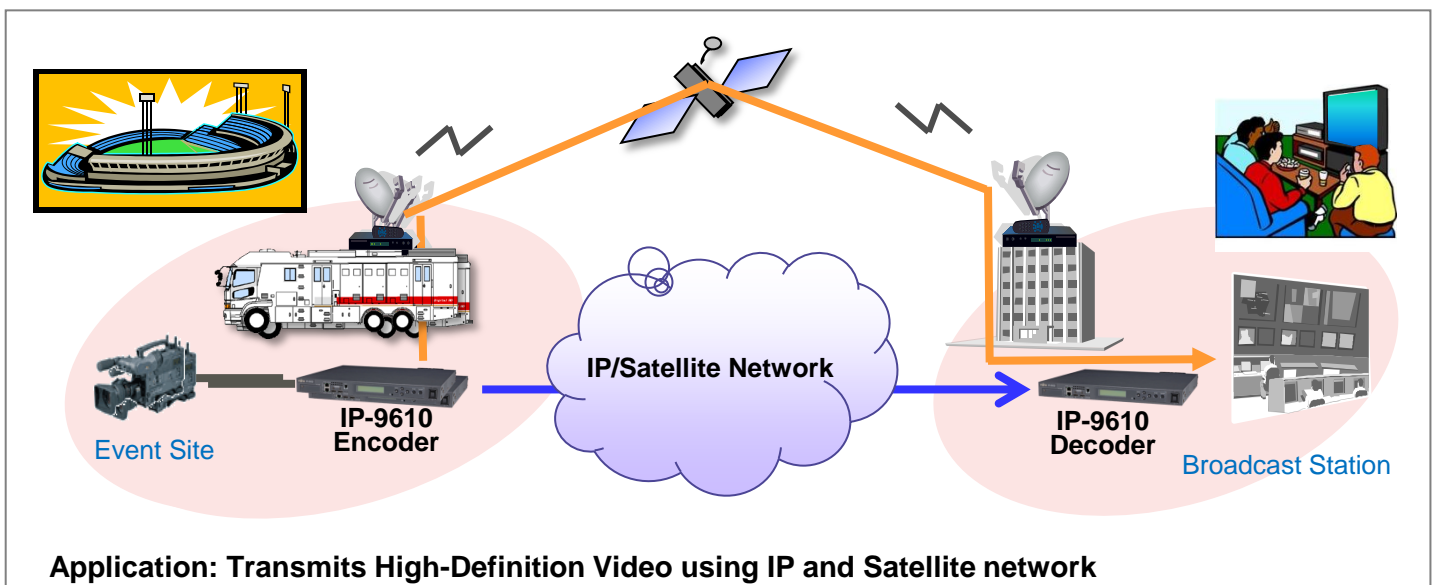 IP/Satellite Network
IP-9610
Encoder
Event Site
IP-9610
Decoder
Broadcast Station
Application: Transmits High-Definition Video using IP and Satellite network